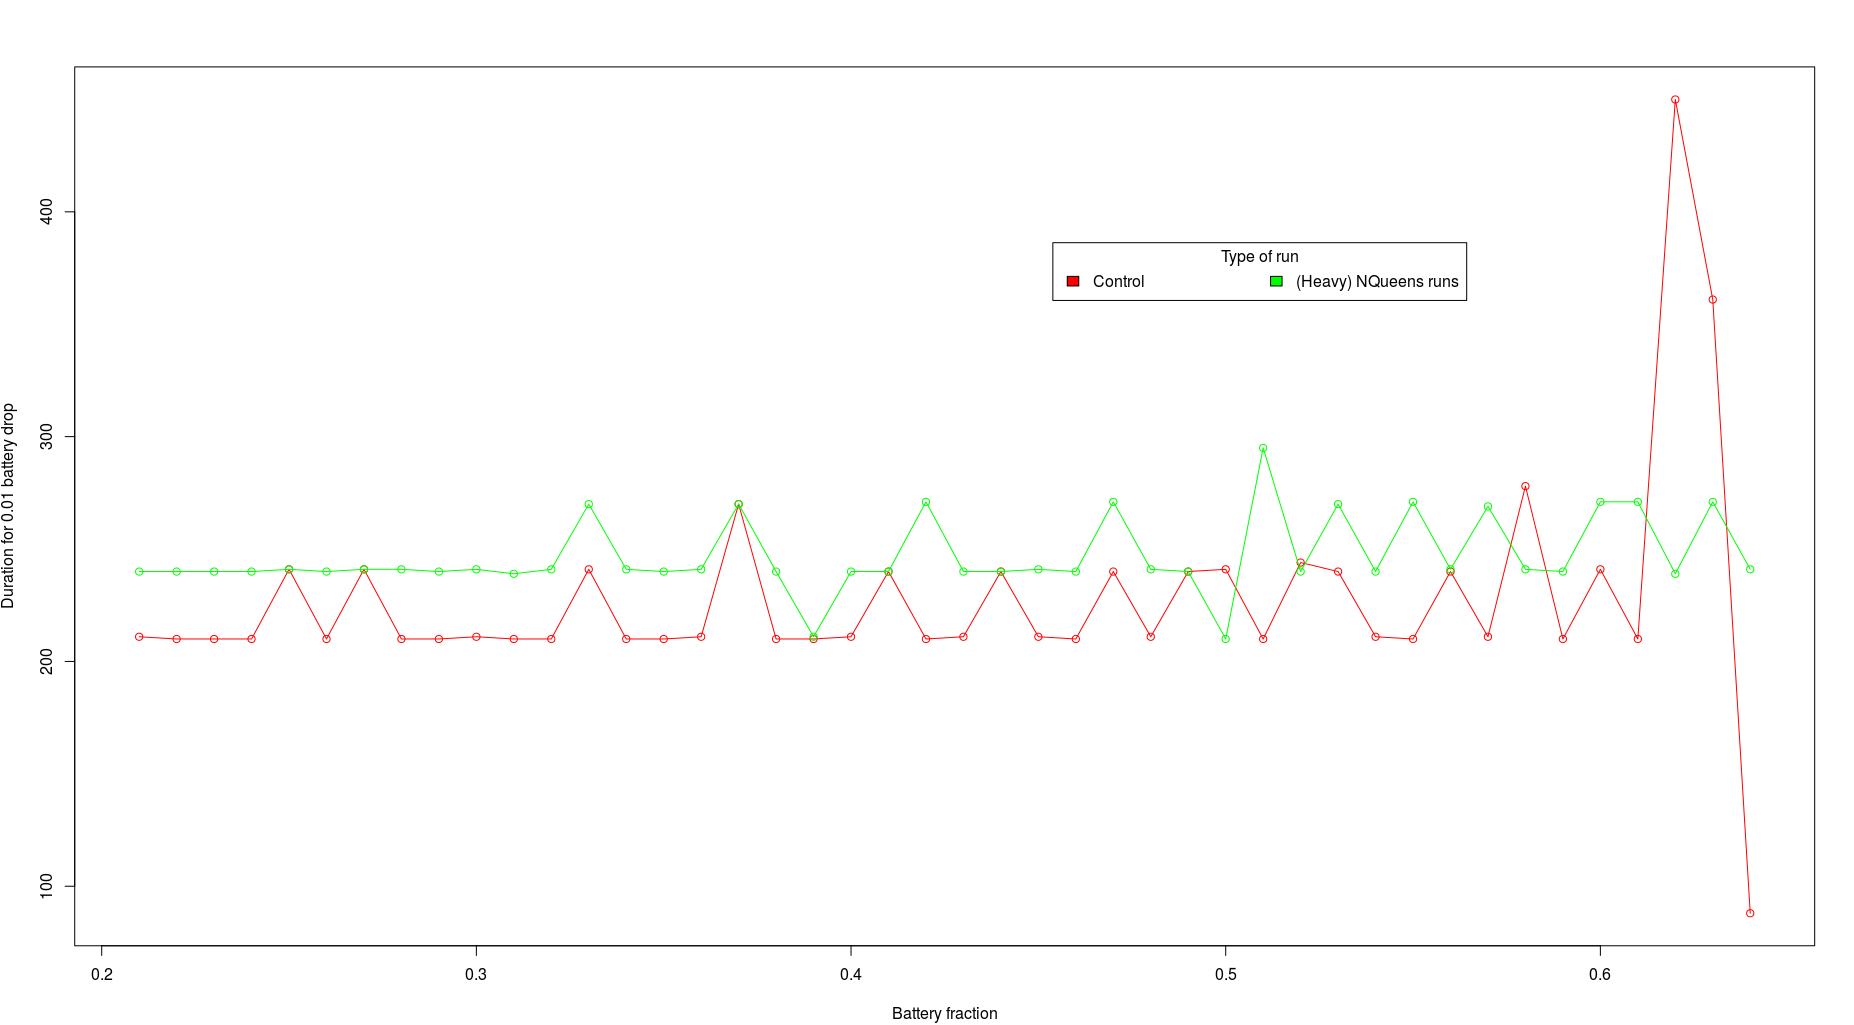 Type of run
Control
(Heavy) NQueens runs
Duration for 0.01 battery drop
400
300
200
100
0.2
0.3
0.4
0.5
0.6
Battery fraction